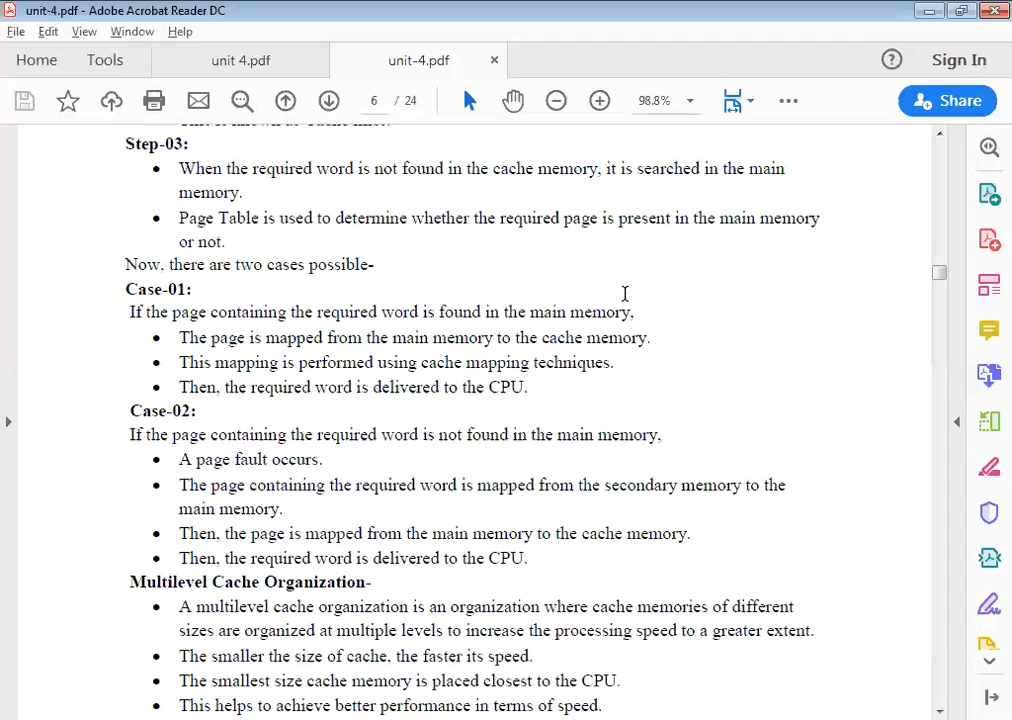 unit-4.pdf - Adobe Acrobat Reader DC
File Edit View Window Help
Home Tools unit 4.pdf unit-4.pdf × Sign In
6 / 24 98.8% Share
Step-03:
• When the required word is not found in the cache memory, it is searched in the main
memory.
• Page Table is used to determine whether the required page is present in the main memory
or not.
Now, there are two cases possible-
Case-01:
If the page containing the required word is found in the main memory,
• The page is mapped from the main memory to the cache memory.
• This mapping is performed using cache mapping techniques.
• Then, the required word is delivered to the CPU.
Case-02:
If the page containing the required word is not found in the main memory,
• A page fault occurs.
• The page containing the required word is mapped from the secondary memory to the
main memory.
• Then, the page is mapped from the main memory to the cache memory.
• Then, the required word is delivered to the CPU.
Multilevel Cache Organization-
• A multilevel cache organization is an organization where cache memories of different
sizes are organized at multiple levels to increase the processing speed to a greater extent.
• The smaller the size of cache, the faster its speed.
• The smallest size cache memory is placed closest to the CPU.
• This helps to achieve better performance in terms of speed.